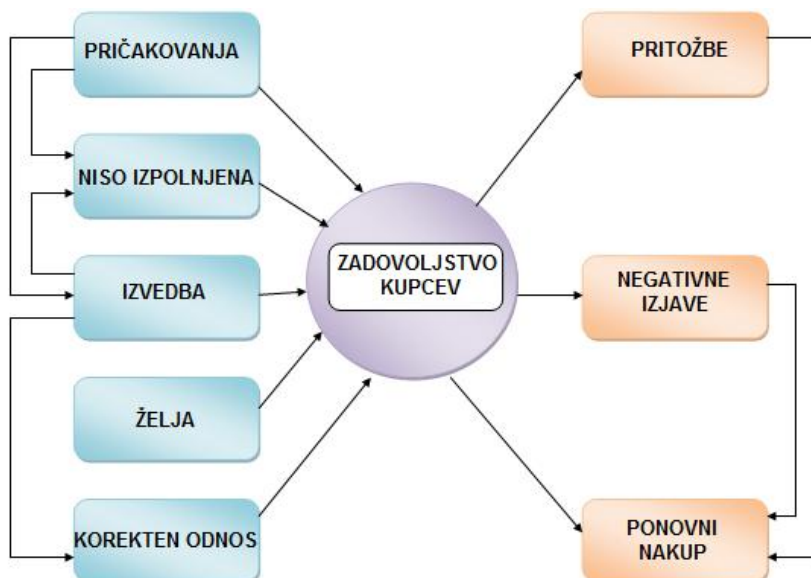 PRIČAKOVANJA
NISO IZPOLNJENA
IZVEDBA
ŽELJA
KOREKTEN ODNOS
ZADOVOLJSTVO
KUPCEV
PRITOŽBE
NEGATIVNE
IZJAVE
PONOVNI
NAKUP